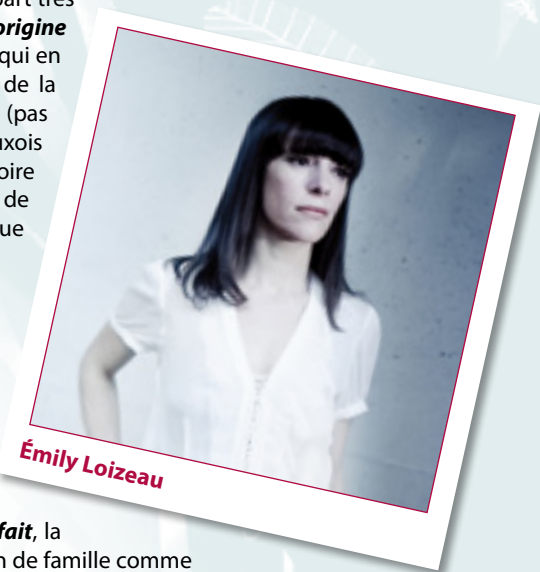 part très
origine
qui en
de la
(pas
uxois
oire
de
ue
Émily Loizeau
fait, la
n de famille comme